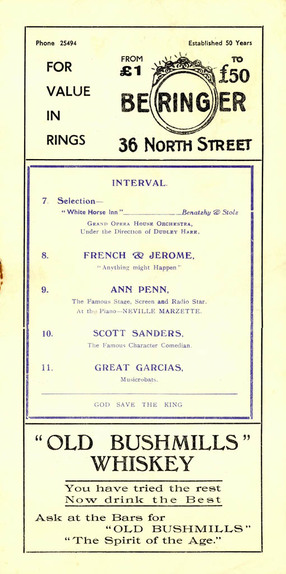 Phone 25494 Established 50 Years
FOR
VALUE
IN
RINGS
FROM
£1
TO
£50
BERINGER
36 NORTH STREET
INTERVAL.
7. Selection—
"White Horse Inn" Benatzky & Stolz
GRAND OPERA HOUSE ORCHESTRA,
Under the Direction of DUDLEY HARE.
8. FRENCH & JEROME,
"Anything might Happen"
9. ANN PENN,
The Famous Stage, Screen and Radio Star.
At the Piano—NEVILLE MARZETTE.
10. SCOTT SANDERS,
The Famous Character Comedian.
11. GREAT GARCIAS,
Musicrobats.
GOD SAVE THE KING
"OLD BUSHMILLS"
WHISKEY
You have tried the rest
Now drink the Best
Ask at the Bars for
"OLD BUSHMILLS"
"The Spirit of the Age."